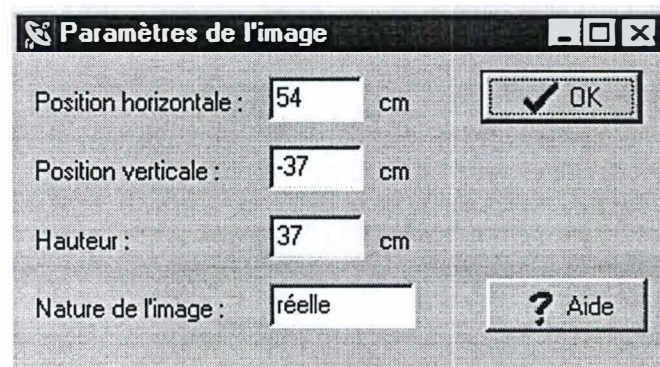 Paramètres de l'image
Position horizontale : 54 cm
OK
Position verticale : -37 cm
Hauteur : 37 cm
Nature de l'image : réelle
? Aide